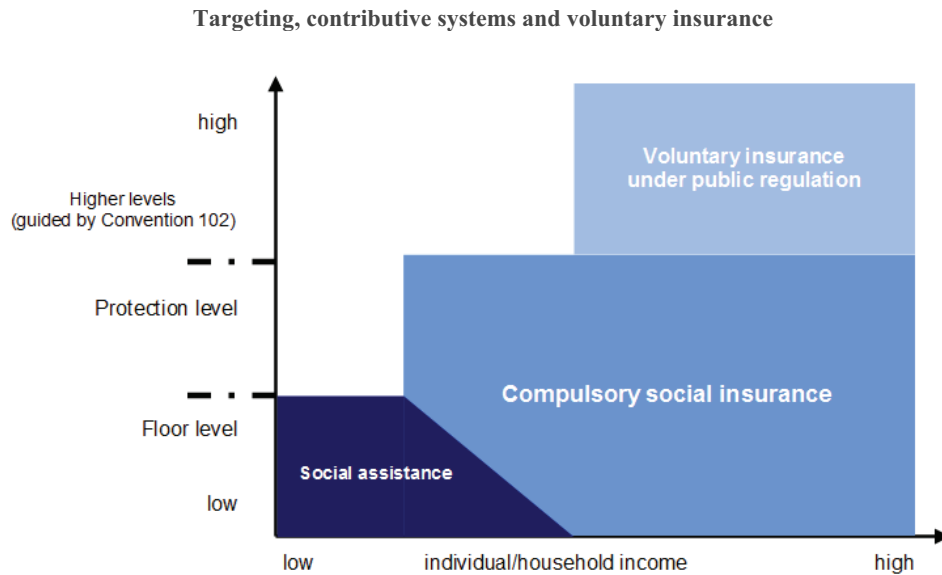 Targeting, contributive systems and voluntary insurance
high
Voluntary insurance
under public regulation
Higher levels
(guided by Convention 102)
Protection level
Compulsory social insurance
Floor level
Social assistance
low
low
individual/household income
high